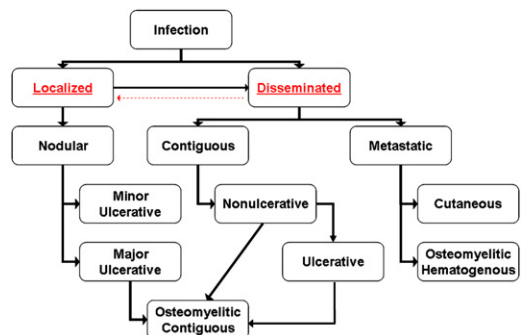 Infection
Localized
Disseminated
Nodular
Contiguous
Metastatic
Minor
Ulcerative
Nonulcerative
Cutaneous
Major
Ulcerative
Ulcerative
Osteomyelitic
Hematogenous
Osteomyelitic
Contiguous